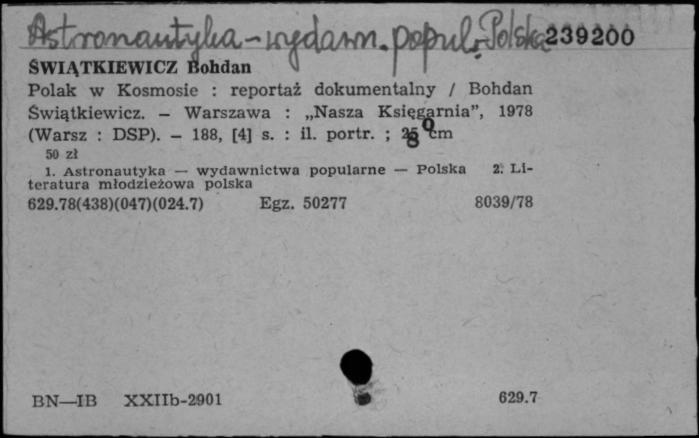 Astronautyka – wydawn. popul. – Polska 239200
ŚWIĄTKIEWICZ Bohdan
Polak w Kosmosie : reportaż dokumentalny / Bohdan
Świątkiewicz. — Warszawa : „Nasza Księgarnia”, 1978
(Warsz : DSP). — 188, [4] s. : il. portr. ; cm
50 zł
1. Astronautyka — wydawnictwa popularne — Polska 2. Li-
teratura młodzieżowa polska
629.78(438)(047)(024.7) Egz. 50277 8039/78
BN—IB XXIIb-2901 629.7